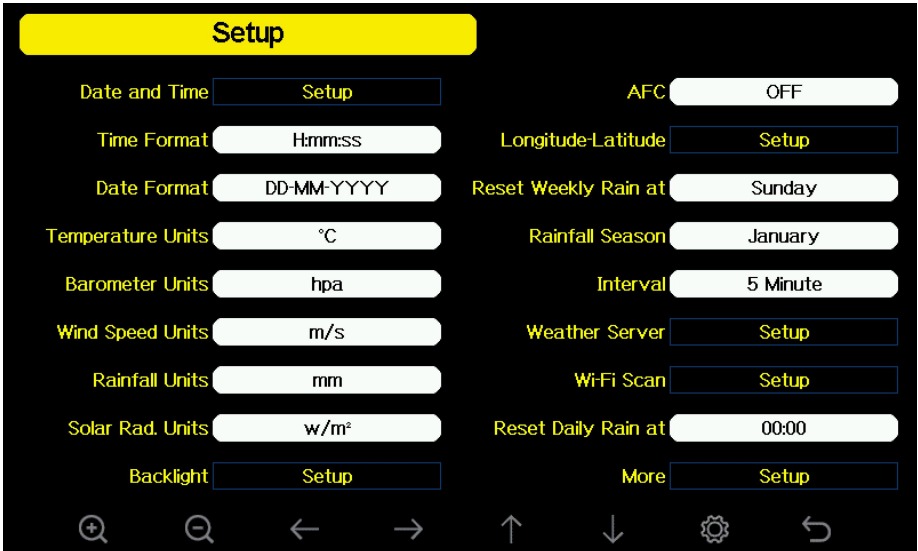 Setup
Date and Time Setup
Time Format H:mm:ss
Date Format DD-MM-YYYY
Temperature Units °C
Barometer Units hpa
Wind Speed Units m/s
Rainfall Units mm
Solar Rad. Units w/m²
Backlight Setup
AFC OFF
Longitude-Latitude Setup
Reset Weekly Rain at Sunday
Rainfall Season January
Interval 5 Minute
Weather Server Setup
Wi-Fi Scan Setup
Reset Daily Rain at 00:00
More Setup